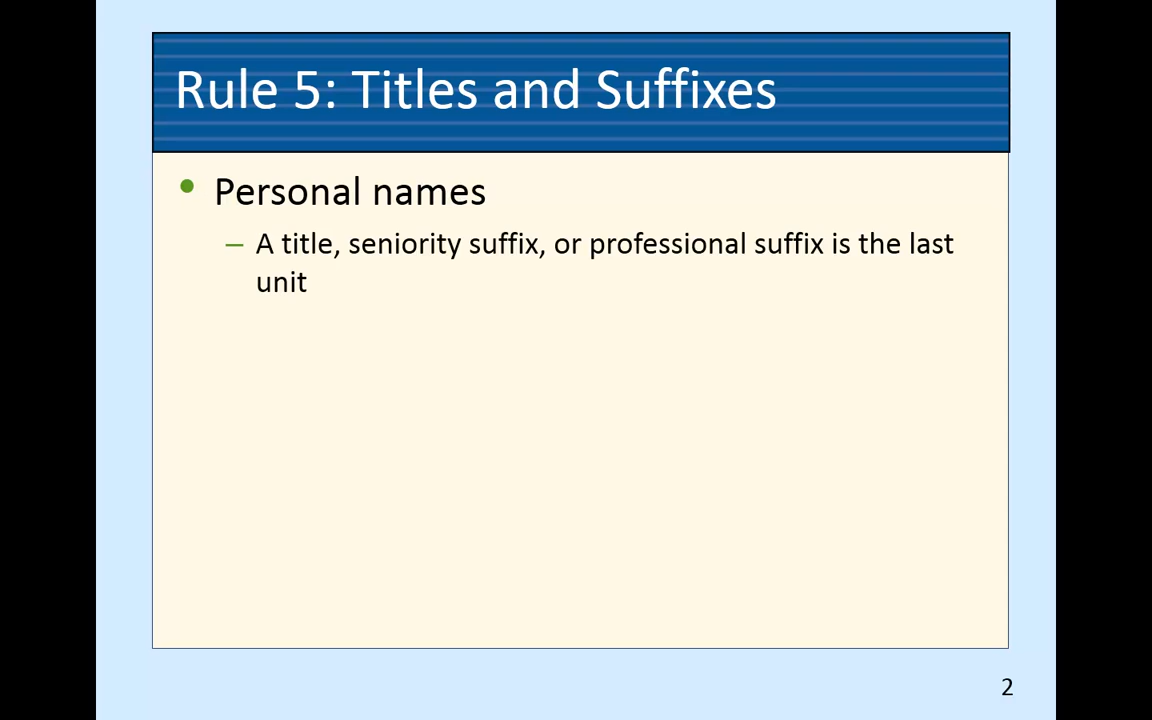 Rule 5: Titles and Suffixes
• Personal names
– A title, seniority suffix, or professional suffix is the last
unit
2